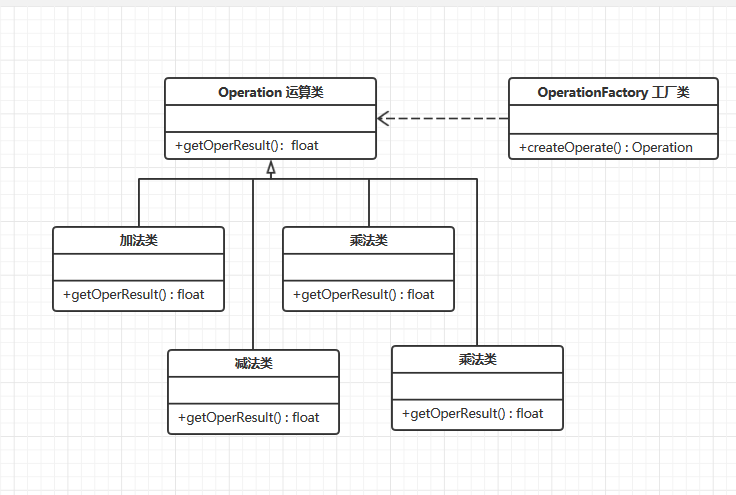 Operation 运算类
+getOperResult()：float
OperationFactory 工厂类
+createOperate() : Operation
加法类
+getOperResult() : float
乘法类
+getOperResult() : float
减法类
+getOperResult() : float
乘法类
+getOperResult() : float